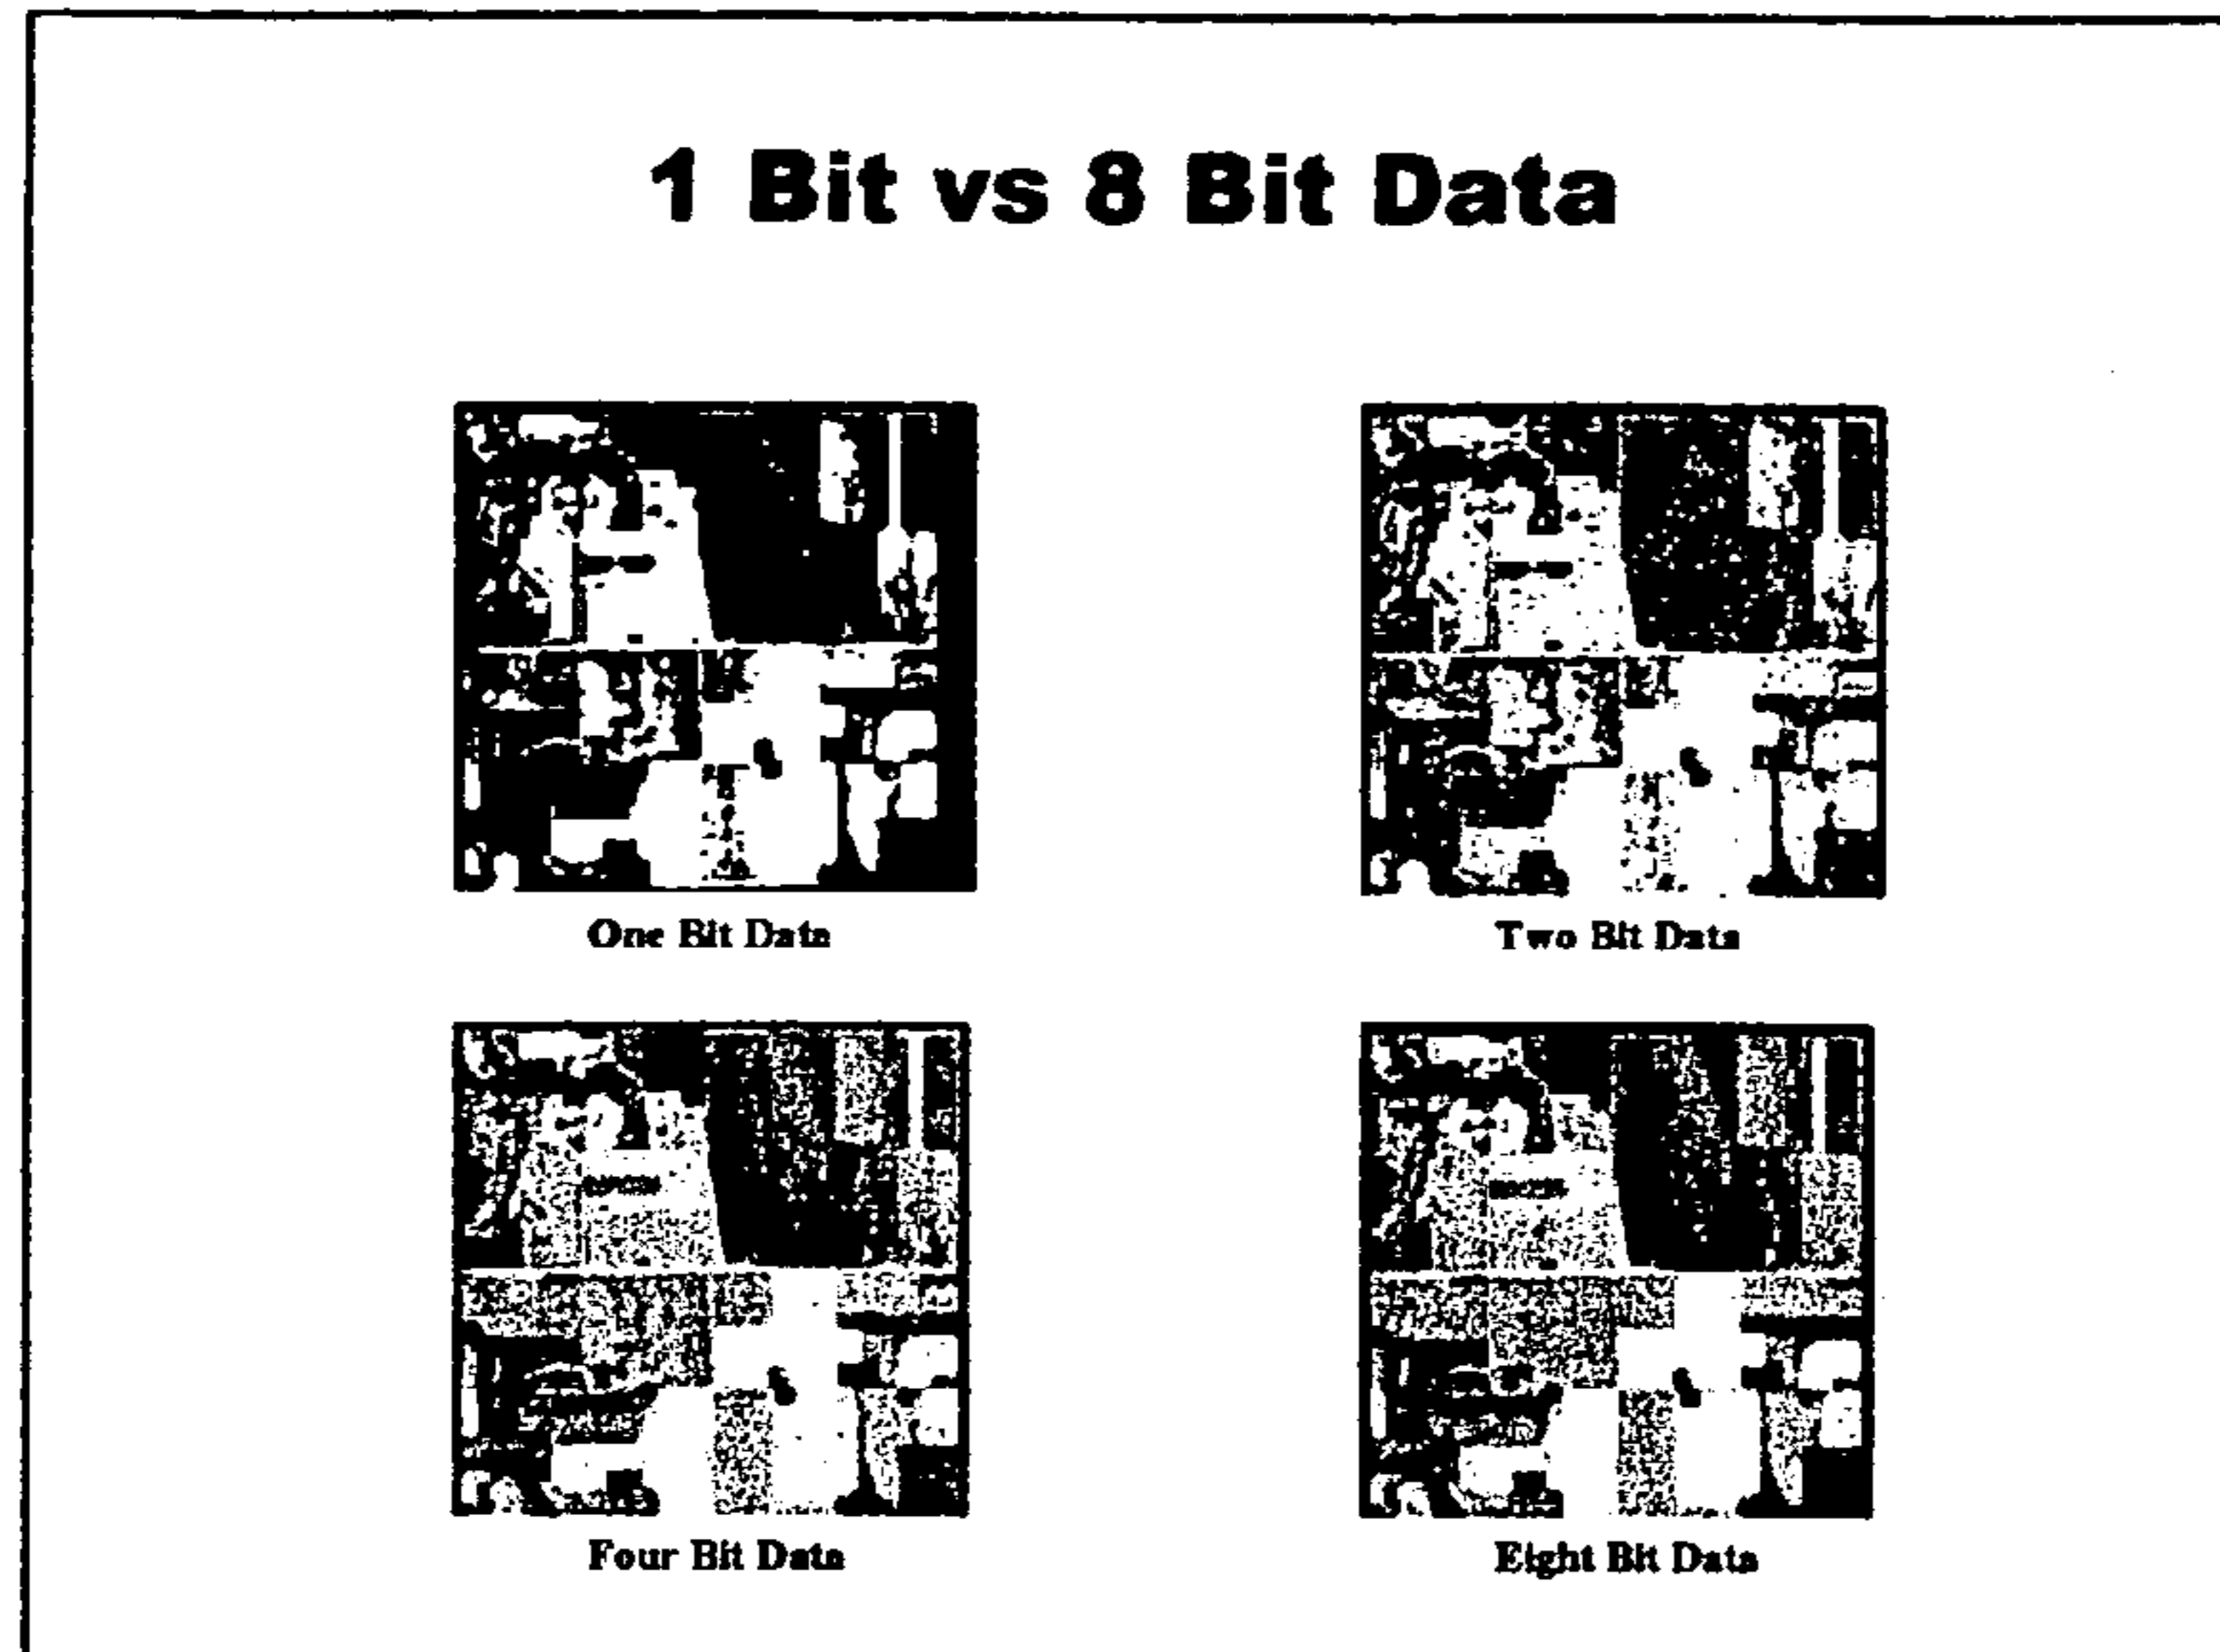 1 Bit vs 8 Bit Data
One Bit Data
Two Bit Data
Four Bit Data
Eight Bit Data